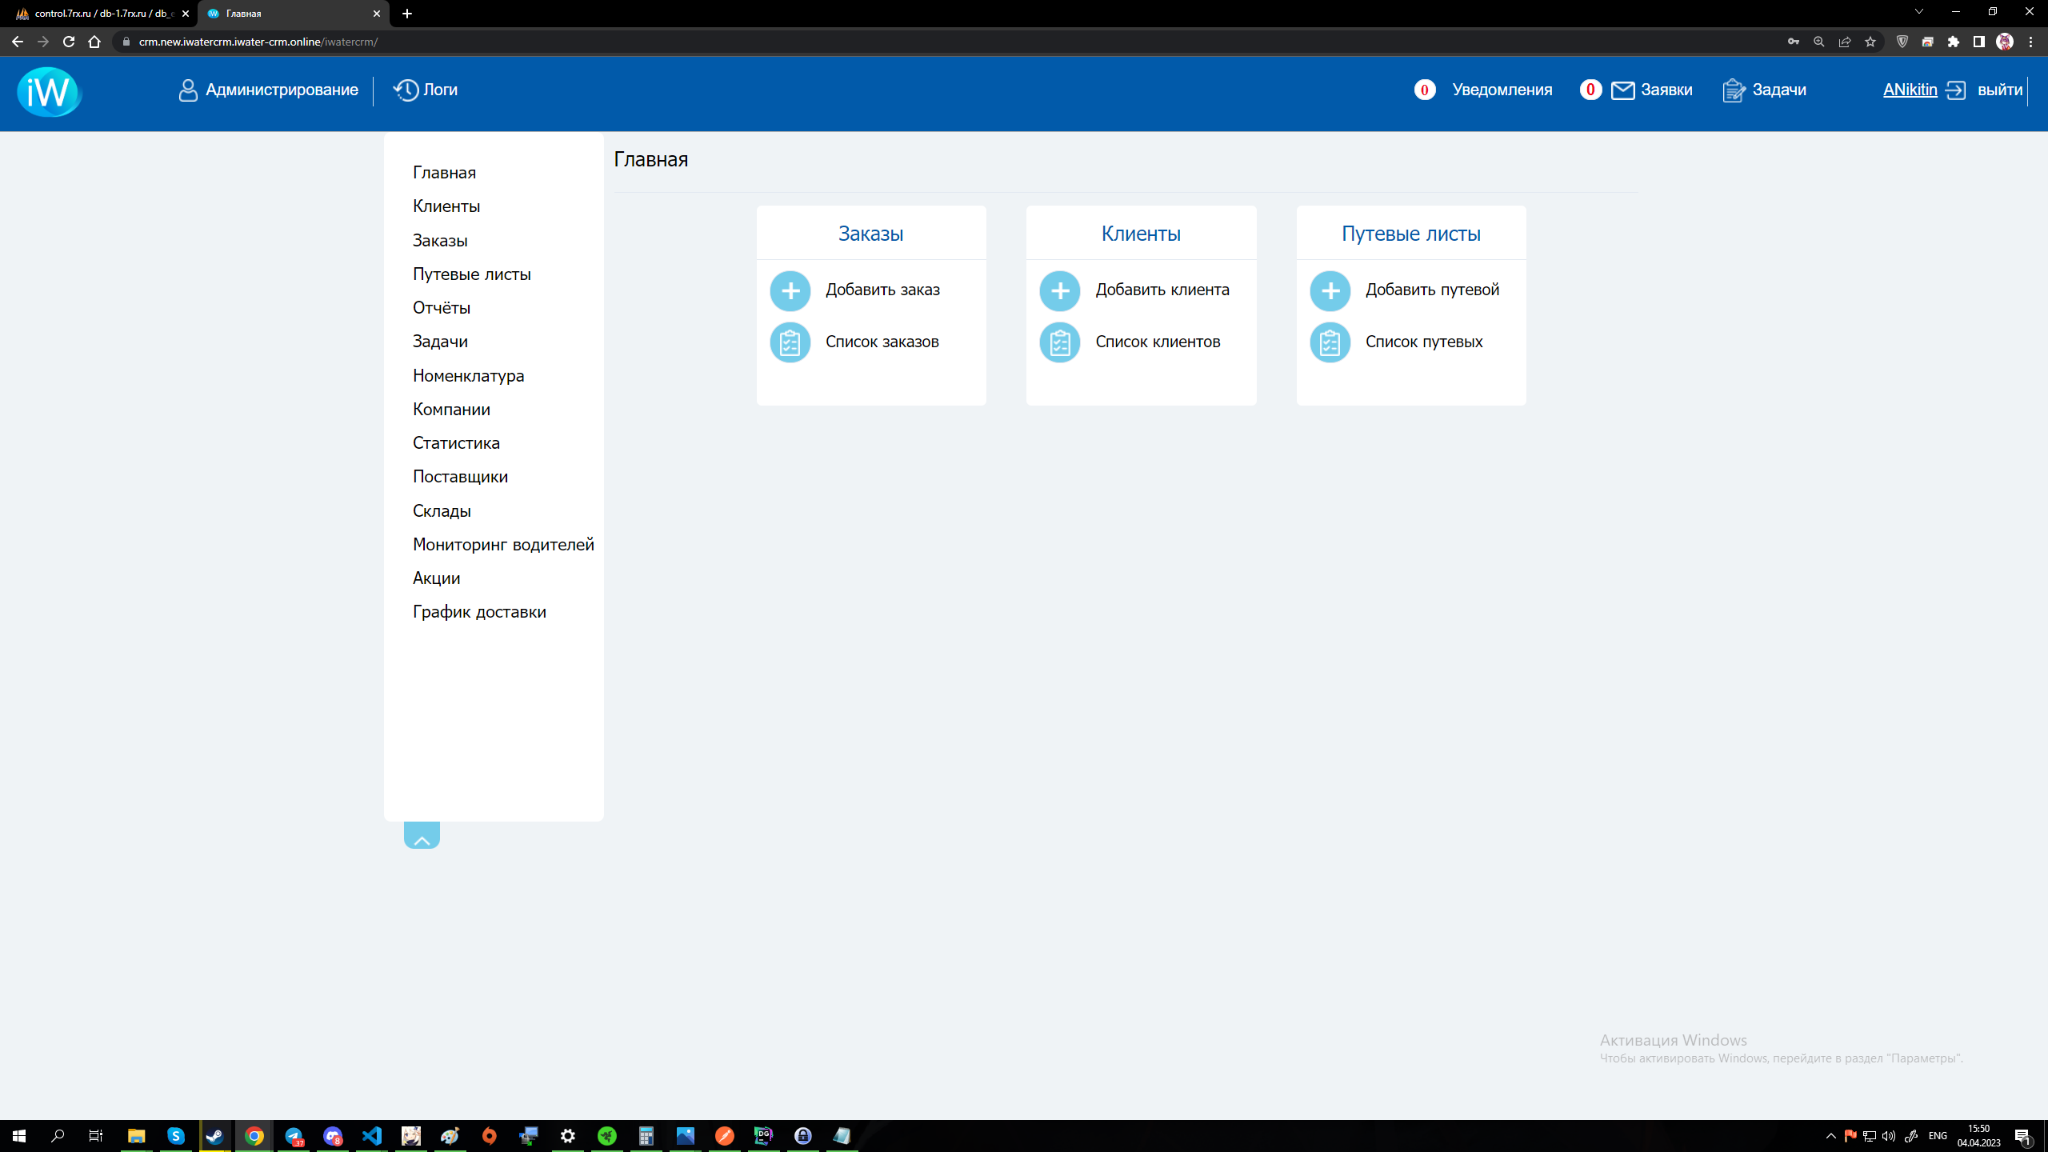 control.7rx.ru / db-1.7rx.ru / db_
Главная
crm.new.iwatercrm.iwater-crm.online/iwatercrm/
iW
Администрирование
Логи
0 Уведомления
0 Заявки
Задачи
ANikitin
выйти
Главная
Клиенты
Заказы
Путевые листы
Отчёты
Задачи
Номенклатура
Компании
Статистика
Поставщики
Склады
Мониторинг водителей
Акции
График доставки
Главная
Заказы
Добавить заказ
Список заказов
Клиенты
Добавить клиента
Список клиентов
Путевые листы
Добавить путевой
Список путевых
Активация Windows
Чтобы активировать Windows, перейдите в раздел "Параметры".
ENG
15:50
04.04.2023
1